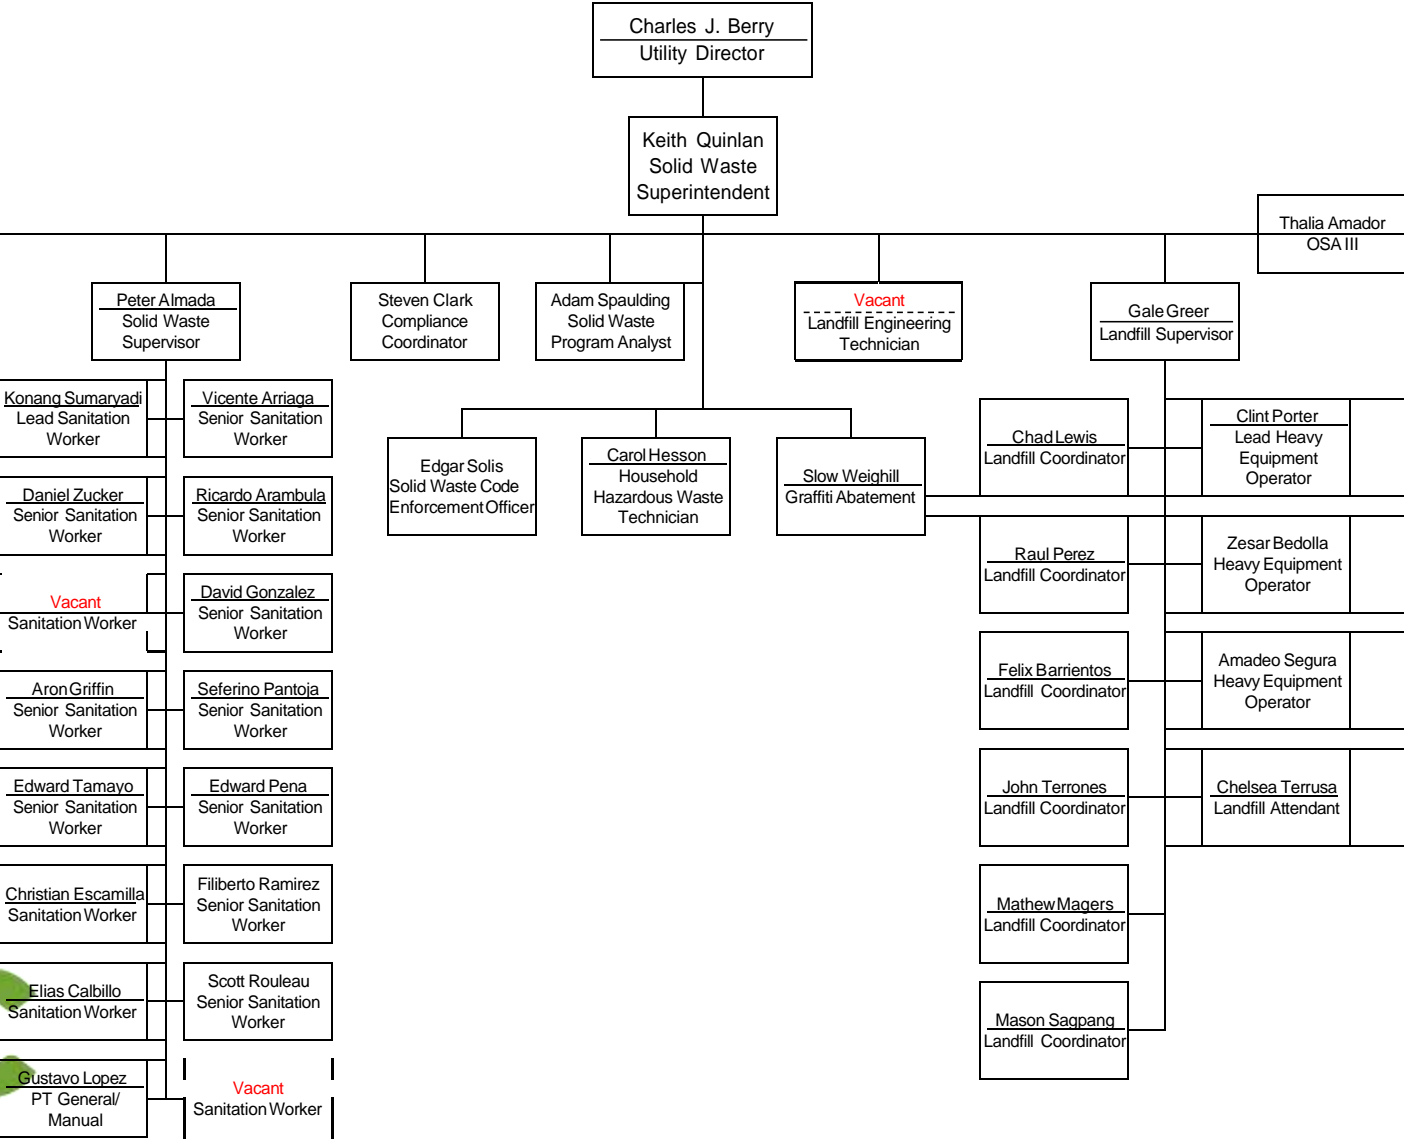 Charles J. Berry
Utility Director
Keith Quinlan
Solid Waste
Superintendent
Thalia Amador
OSA III
Peter Almada
Solid Waste
Supervisor
Steven Clark
Compliance
Coordinator
Adam Spaulding
Solid Waste
Program Analyst
Vacant
Landfill Engineering
Technician
Gale Greer
Landfill Supervisor
Konang Sumaryadi
Lead Sanitation
Worker
Vicente Arriaga
Senior Sanitation
Worker
Daniel Zucker
Senior Sanitation
Worker
Ricardo Arambula
Senior Sanitation
Worker
Vacant
Sanitation Worker
David Gonzalez
Senior Sanitation
Worker
Aron Griffin
Senior Sanitation
Worker
Seferino Pantoja
Senior Sanitation
Worker
Edward Tamayo
Senior Sanitation
Worker
Edward Pena
Senior Sanitation
Worker
Christian Escamilla
Sanitation Worker
Filiberto Ramirez
Senior Sanitation
Worker
Elias Calbillo
Sanitation Worker
Scott Rouleau
Senior Sanitation
Worker
Gustavo Lopez
PT General/
Manual
Vacant
Sanitation Worker
Edgar Solis
Solid Waste Code
Enforcement Officer
Carol Hesson
Household
Hazardous Waste
Technician
Slow Weighill
Graffiti Abatement
Chad Lewis
Landfill Coordinator
Clint Porter
Lead Heavy
Equipment
Operator
Raul Perez
Landfill Coordinator
Zesar Bedolla
Heavy Equipment
Operator
Felix Barrientos
Landfill Coordinator
Amadeo Segura
Heavy Equipment
Operator
John Terrones
Landfill Coordinator
Chelsea Terrusa
Landfill Attendant
Mathew Magers
Landfill Coordinator
Mason Sagpang
Landfill Coordinator